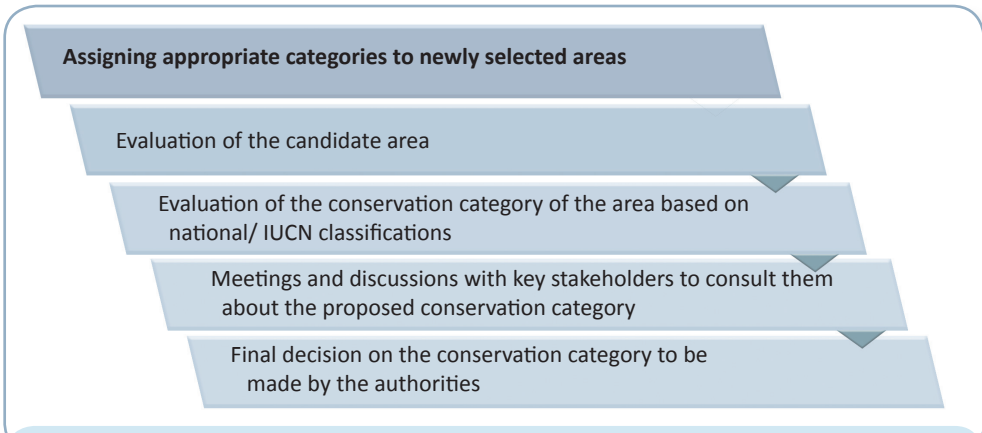 Assigning appropriate categories to newly selected areas
Evaluation of the candidate area
Evaluation of the conservation category of the area based on
national/ IUCN classifications
Meetings and discussions with key stakeholders to consult them
about the proposed conservation category
Final decision on the conservation category to be
made by the authorities